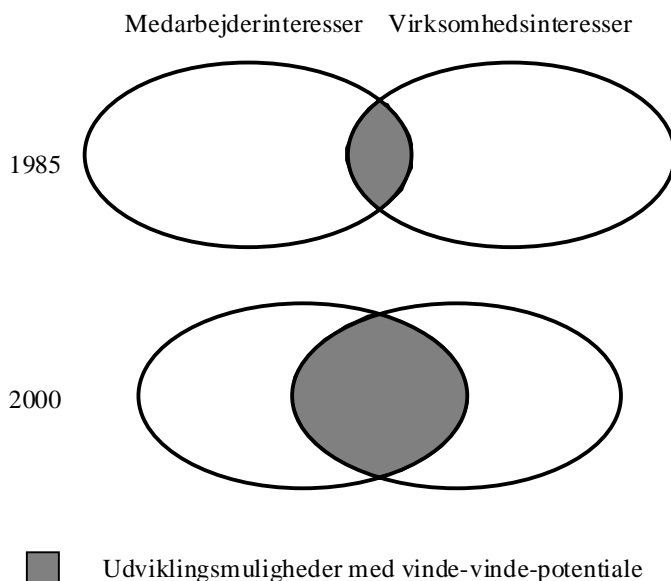 Medarbejderinteresser Virksomhedsinteresser
1985
2000
Udviklingsmuligheder med vinde-vinde-potentiale